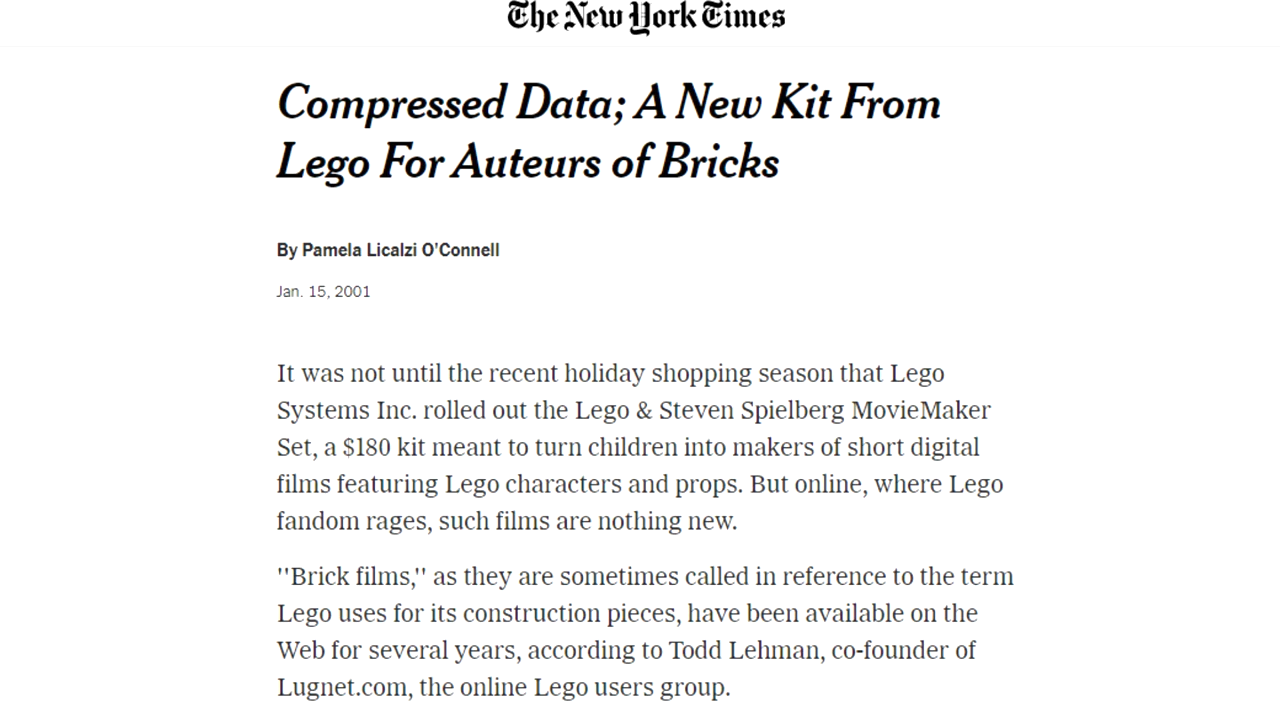 The New York Times
Compressed Data; A New Kit From
Lego For Auteurs of Bricks
By Pamela Licalzi O'Connell
Jan. 15, 2001
It was not until the recent holiday shopping season that Lego
Systems Inc. rolled out the Lego & Steven Spielberg MovieMaker
Set, a $180 kit meant to turn children into makers of short digital
films featuring Lego characters and props. But online, where Lego
fandom rages, such films are nothing new.
''Brick films,'' as they are sometimes called in reference to the term
Lego uses for its construction pieces, have been available on the
Web for several years, according to Todd Lehman, co-founder of
Lugnet.com, the online Lego users group.